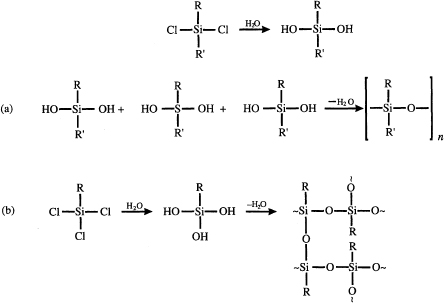 R
Cl—Si—Cl H₂O HO—Si—OH
R'
R'
R R R R
(a) HO—Si—OH + HO—S—OH + HO—Si—OH —H₂O —Si—O—
R' R' R' R' n
R R R O
(b) Cl—Si—Cl H₂O HO—Si—OH —H₂O ~Si—O—Si—O~
Cl OH O R
~Si—O—Si—O~
R O